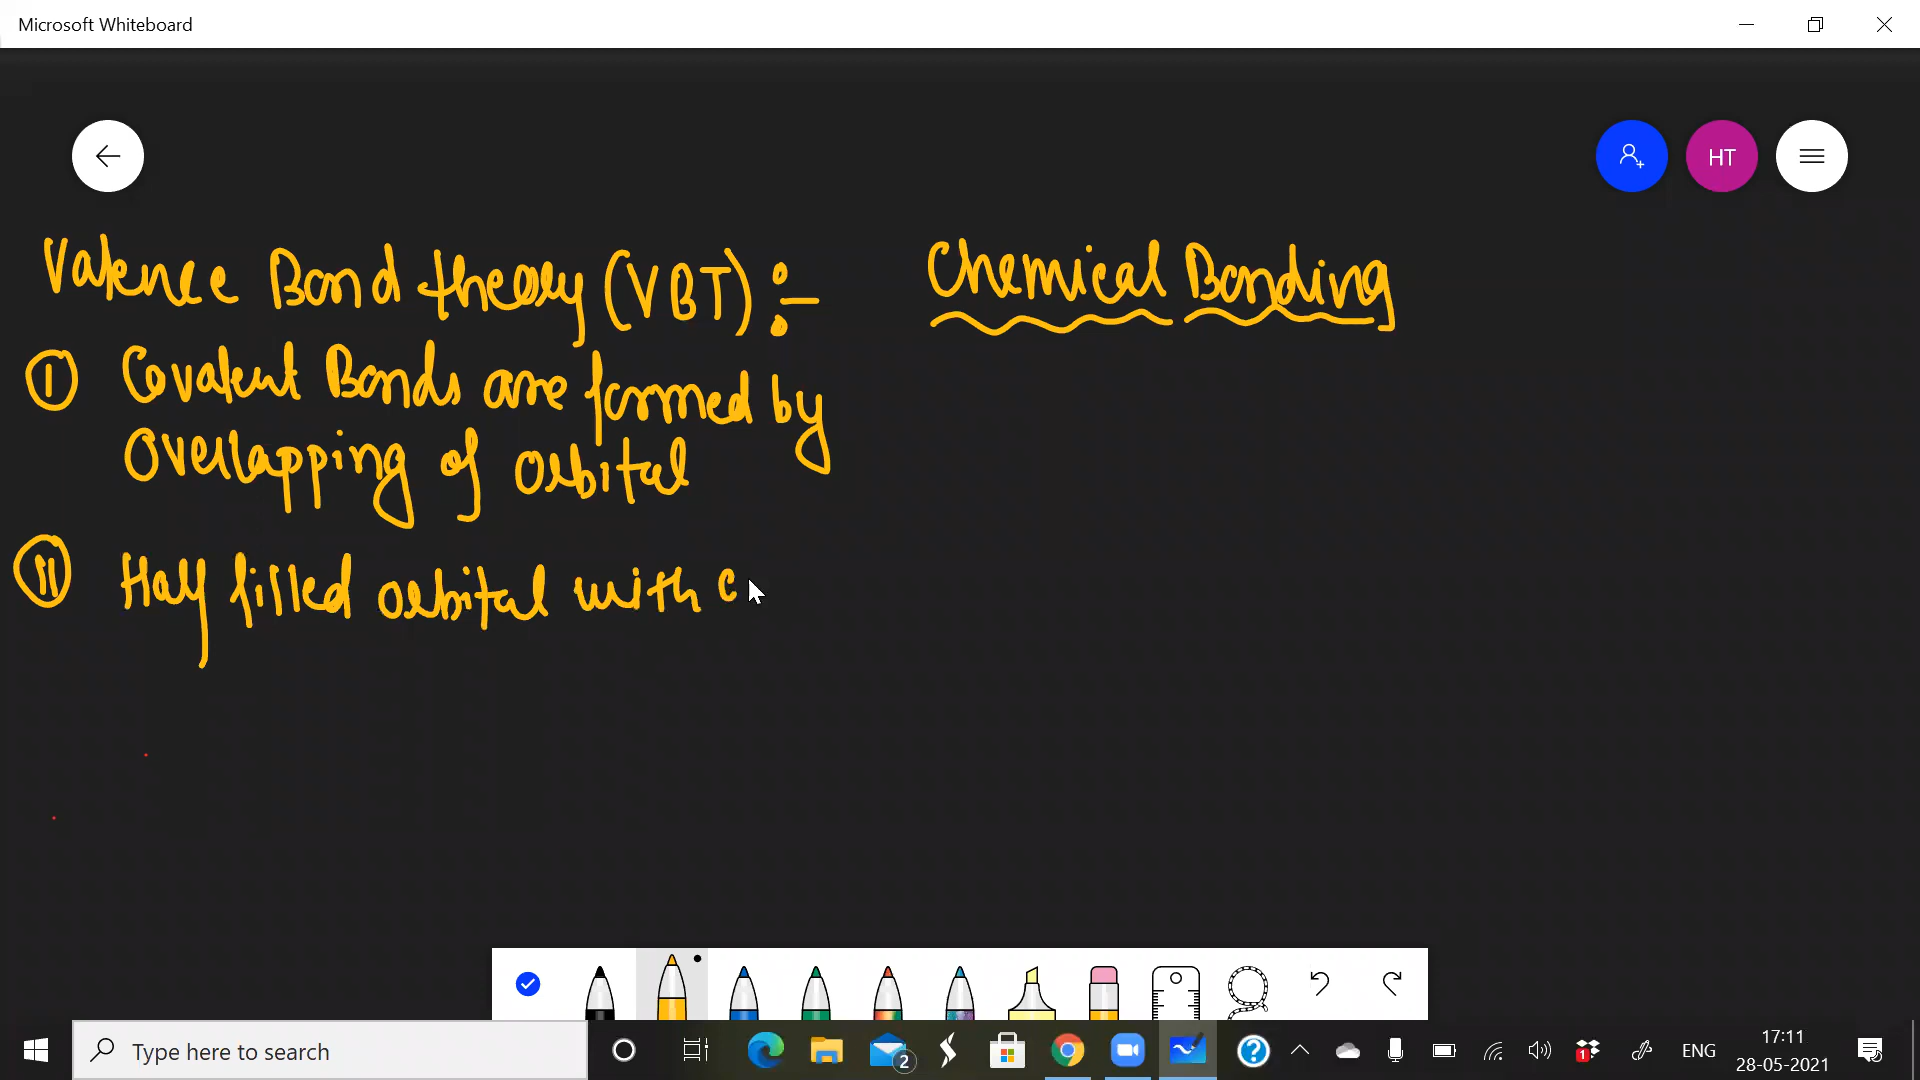 Microsoft Whiteboard
HT
Valence Bond theory (VBT) :-
Chemical Bonding
I Covalent Bonds are formed by
Overlapping of orbital
II Half filled orbital with c
Type here to search
2
1
ENG
17:11
28-05-2021